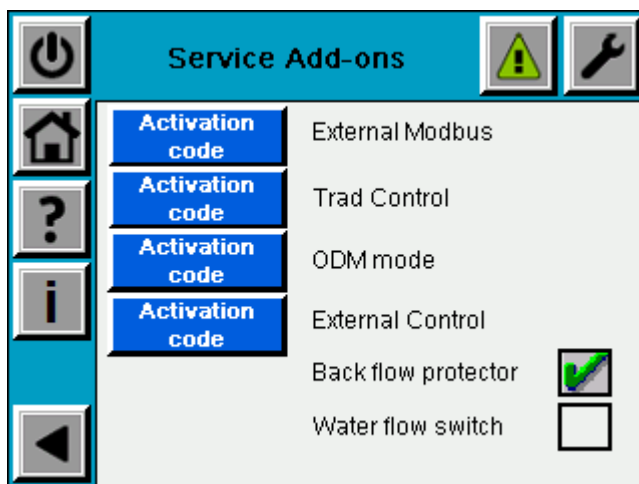 Service Add-ons
Activation code
External Modbus
Activation code
Trad Control
Activation code
ODM mode
Activation code
External Control
Back flow protector
Water flow switch
?
i